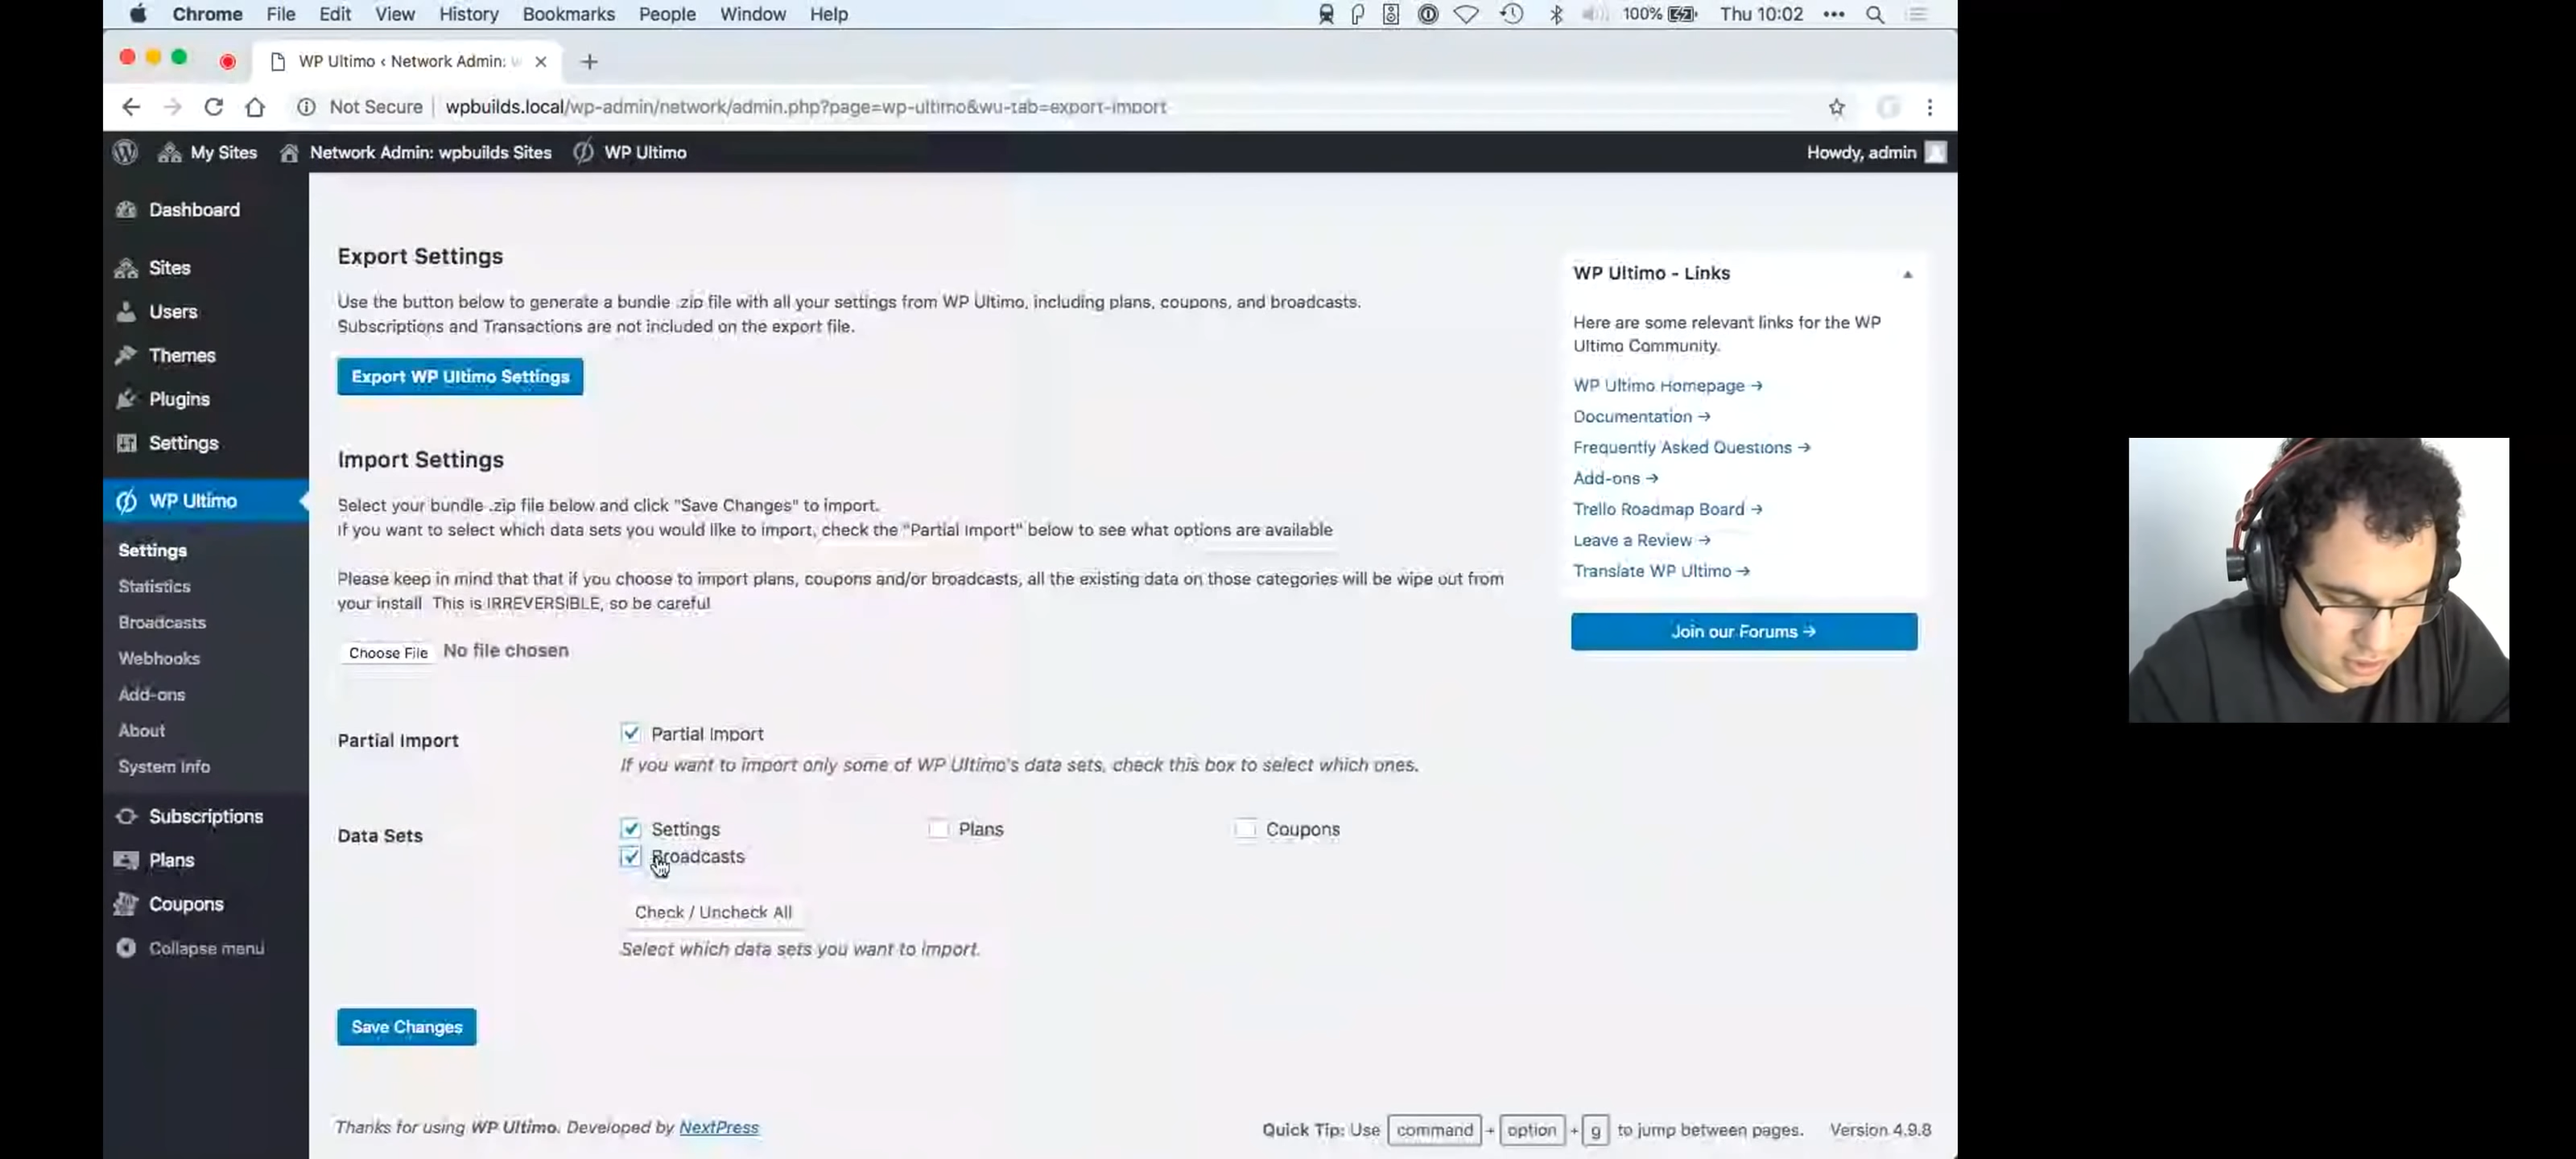 Chrome File Edit View History Bookmarks People Window Help 100% Thu 10:02
WP Ultimo ‹ Network Admin: w
Not Secure wpbuilds.local/wp-admin/network/admin.php?page=wp-ultimo&wu-tab=export-import
My Sites Network Admin: wpbuilds Sites WP Ultimo Howdy, admin
Dashboard
Sites
Users
Themes
Plugins
Settings
WP Ultimo
Settings
Statistics
Broadcasts
Webhooks
Add-ons
About
System Info
Subscriptions
Plans
Coupons
Collapse menu
Export Settings
Use the button below to generate a bundle .zip file with all your settings from WP Ultimo, including plans, coupons, and broadcasts.
Subscriptions and Transactions are not included on the export file.
Export WP Ultimo Settings
Import Settings
Select your bundle .zip file below and click "Save Changes" to import.
If you want to select which data sets you would like to import, check the "Partial Import" below to see what options are available
Please keep in mind that that if you choose to import plans, coupons and/or broadcasts, all the existing data on those categories will be wipe out from
your install This is IRREVERSIBLE, so be careful
Choose File No file chosen
Partial Import Partial Import
If you want to import only some of WP Ultimo's data sets, check this box to select which ones.
Data Sets Settings Plans Coupons
Broadcasts
Check / Uncheck All
Select which data sets you want to import.
Save Changes
WP Ultimo - Links
Here are some relevant links for the WP
Ultimo Community.
WP Ultimo Homepage →
Documentation →
Frequently Asked Questions →
Add-ons →
Trello Roadmap Board →
Leave a Review →
Translate WP Ultimo →
Join our Forums →
Thanks for using WP Ultimo. Developed by NextPress
Quick Tip: Use command + option + g to jump between pages. Version 4.9.8